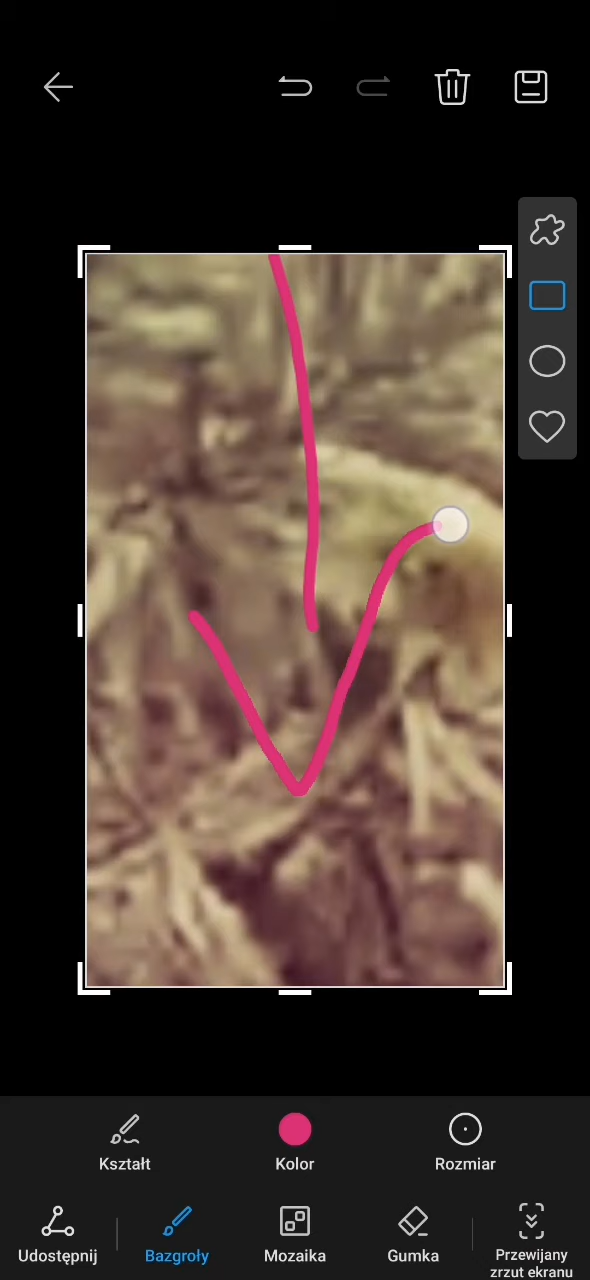 Kształt Kolor Rozmiar
Udostępnij Bazgroły Mozaika Gumka Przewijany
zrzut ekranu